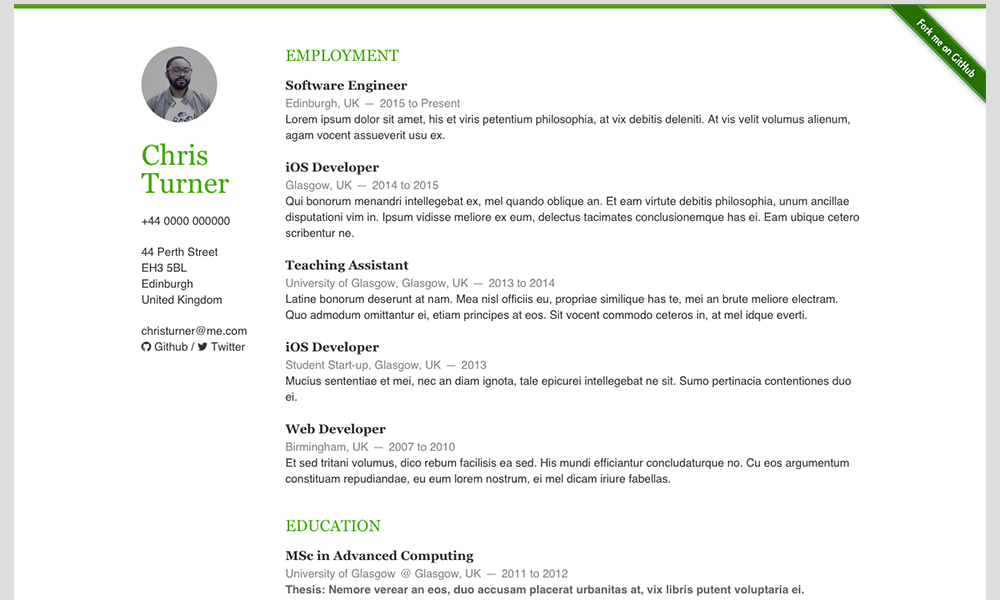 Fork me on GitHub
Chris
Turner
+44 0000 000000
44 Perth Street
EH3 5BL
Edinburgh
United Kingdom
christurner@me.com
Github / Twitter
EMPLOYMENT
Software Engineer
Edinburgh, UK — 2015 to Present
Lorem ipsum dolor sit amet, his et viris petentium philosophia, at vix debitis deleniti. At vis velit volumus alienum,
agam vocent assueverit usu ex.
iOS Developer
Glasgow, UK — 2014 to 2015
Qui bonorum menandri intellegebat ex, mel quando oblique an. Et eam virtute debitis philosophia, unum ancillae
disputationi vim in. Ipsum vidisse meliore ex eum, delectus tacimates conclusionemque has ei. Eam ubique cetero
scribentur ne.
Teaching Assistant
University of Glasgow, Glasgow, UK — 2013 to 2014
Latine bonorum deserunt at nam. Mea nisl officiis eu, propriae similique has te, mei an brute meliore electram.
Quo admodum omittantur ei, etiam principes at eos. Sit vocent commodo ceteros in, at mel idque everti.
iOS Developer
Student Start-up, Glasgow, UK — 2013
Mucius sententiae et mei, nec an diam ignota, tale epicurei intellegebat ne sit. Sumo pertinacia contentiones duo
ei.
Web Developer
Birmingham, UK — 2007 to 2010
Et sed tritani volumus, dico rebum facilisis ea sed. His mundi efficiantur concludaturque no. Cu eos argumentum
constituam repudiandae, eu eum lorem nostrum, ei mel dicam iriure fabellas.
EDUCATION
MSc in Advanced Computing
University of Glasgow @ Glasgow, UK — 2011 to 2012
Thesis: Nemore verear an eos, duo accusam placerat urbanitas at, vix libris putent voluptaria ei.